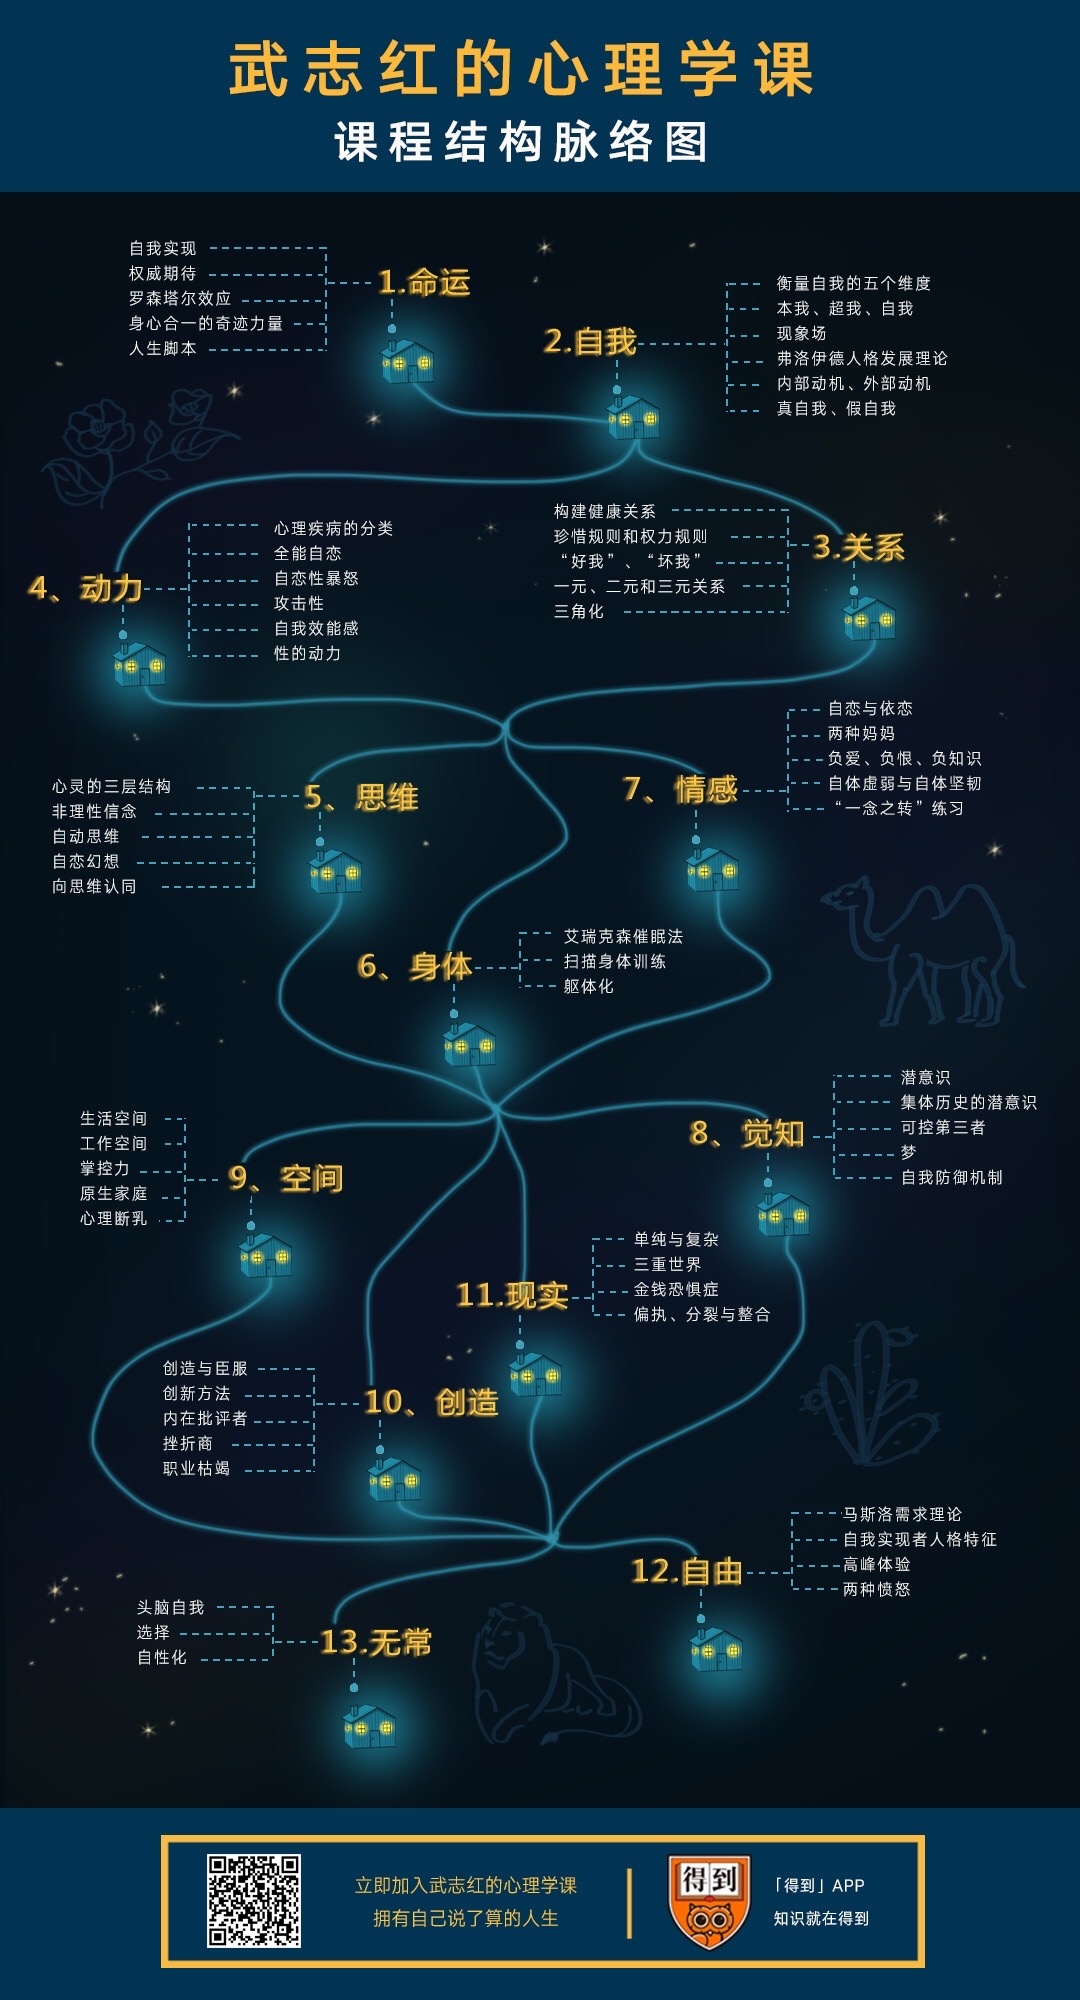 武志红的心理学课
课程结构脉络图
1.命运
自我实现
权威期待
罗森塔尔效应
身心合一的奇迹力量
人生脚本
2.自我
衡量自我的五个维度
本我、超我、自我
现象场
弗洛伊德人格发展理论
内部动机、外部动机
真自我、假自我
3.关系
构建健康关系
珍惜规则和权力规则
“好我”、“坏我”
一元、二元和三元关系
三角化
4、动力
心理疾病的分类
全能自恋
自恋性暴怒
攻击性
自我效能感
性的动力
5、思维
心灵的三层结构
非理性信念
自动思维
自恋幻想
向思维认同
7、情感
自恋与依恋
两种妈妈
负爱、负恨、负知识
自体虚弱与自体坚韧
“一念之转”练习
6、身体
艾瑞克森催眠法
扫描身体训练
躯体化
8、觉知
潜意识
集体历史的潜意识
可控第三者
梦
自我防御机制
9、空间
生活空间
工作空间
掌控力
原生家庭
心理断乳
11.现实
单纯与复杂
三重世界
金钱恐惧症
偏执、分裂与整合
10、创造
创造与臣服
创新方法
内在批评者
挫折商
职业枯竭
12.自由
马斯洛需求理论
自我实现者人格特征
高峰体验
两种愤怒
13.无常
头脑自我
选择
自性化
立即加入武志红的心理学课
拥有自己说了算的人生
得到
「得到」APP
知识就在得到